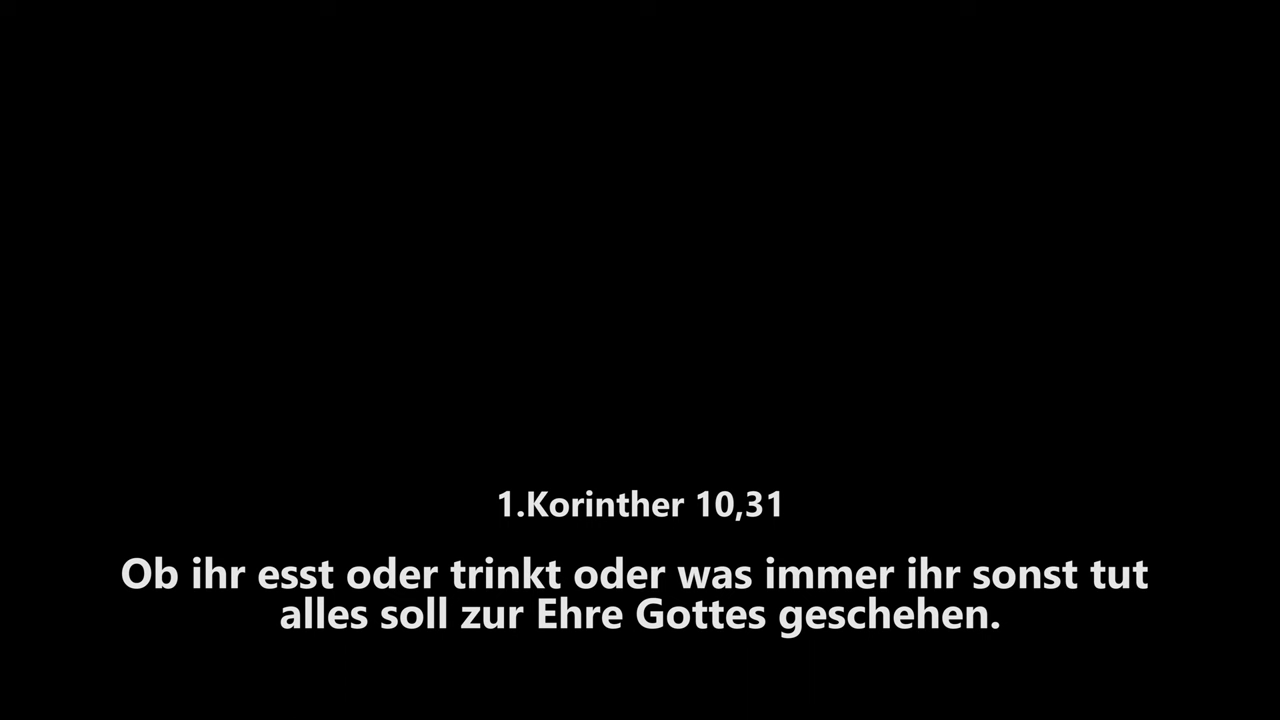 1.Korinther 10,31
Ob ihr esst oder trinkt oder was immer ihr sonst tut
alles soll zur Ehre Gottes geschehen.